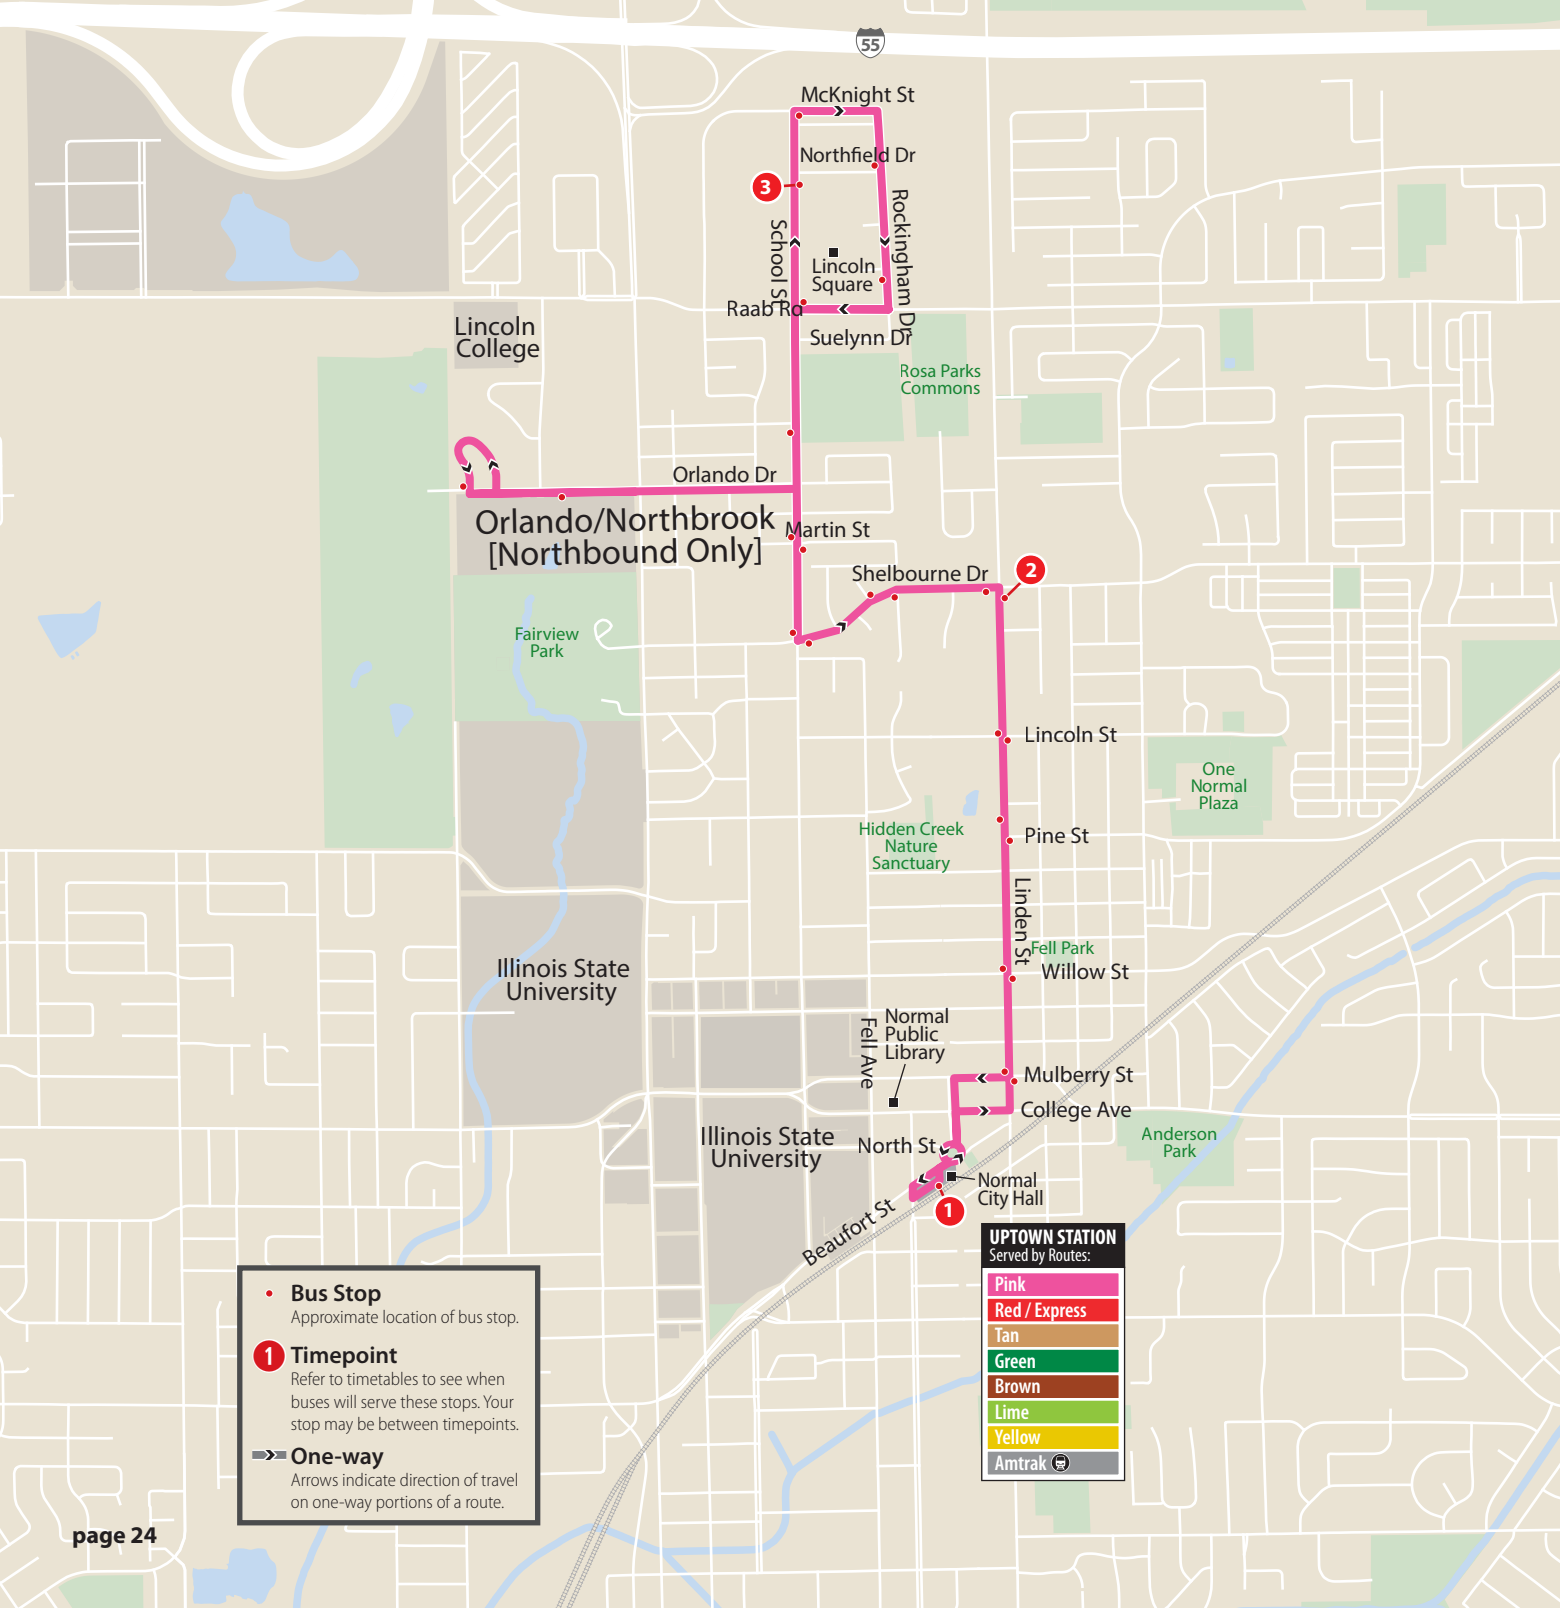 55
McKnight St
Northfield Dr
3
Rockingham Dr
School St
Lincoln
Square
Raab Rd
Suelynn Dr
Lincoln
College
Rosa Parks
Commons
Orlando Dr
Orlando/Northbrook
[Northbound Only]
Martin St
Shelbourne Dr
2
Fairview
Park
Lincoln St
One
Normal
Plaza
Hidden Creek
Nature
Sanctuary
Pine St
Linden St
Fell Park
Willow St
Illinois State
University
Normal
Public
Library
Fell Ave
Mulberry St
College Ave
Illinois State
University
North St
Anderson
Park
Normal
City Hall
1
Beaufort St
UPTOWN STATION
Served by Routes:
Pink
Red / Express
Tan
Green
Brown
Lime
Yellow
Amtrak
Bus Stop
Approximate location of bus stop.
1 Timepoint
Refer to timetables to see when
buses will serve these stops. Your
stop may be between timepoints.
One-way
Arrows indicate direction of travel
on one-way portions of a route.
page 24